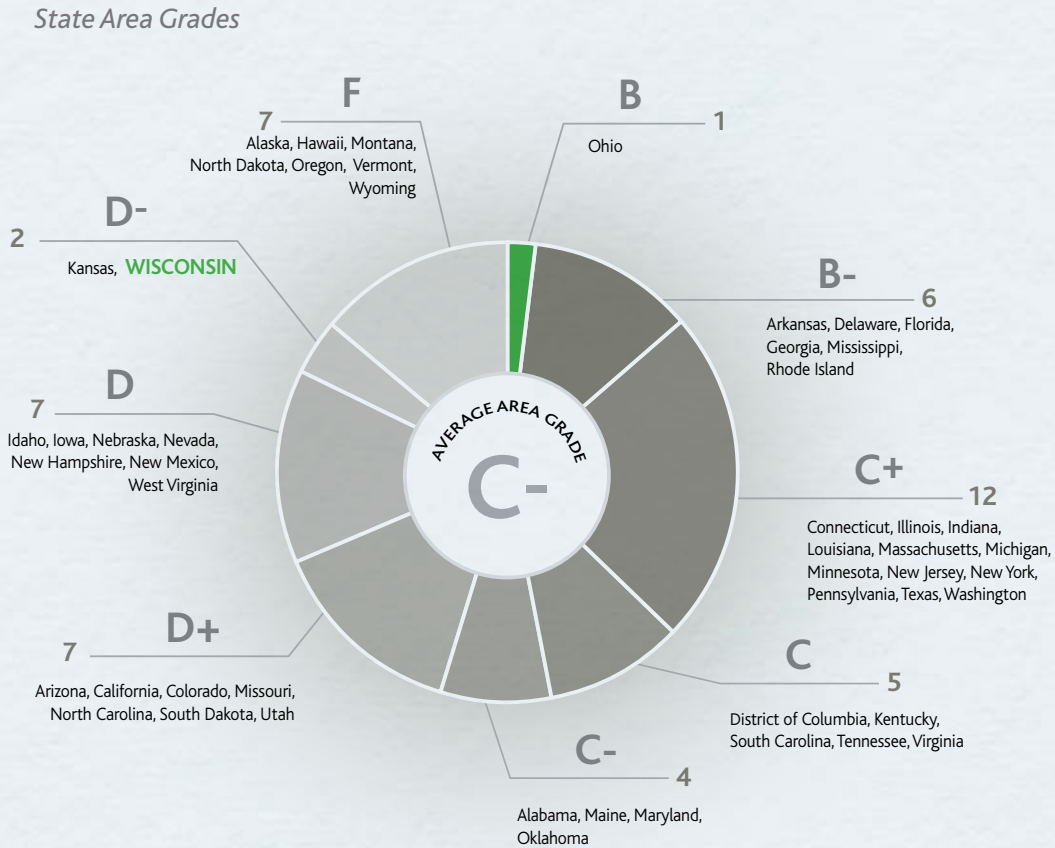 State Area Grades
F
7
Alaska, Hawaii, Montana,
North Dakota, Oregon, Vermont,
Wyoming
B
1
Ohio
D-
2
Kansas, WISCONSIN
B-
6
Arkansas, Delaware, Florida,
Georgia, Mississippi,
Rhode Island
D
7
Idaho, Iowa, Nebraska, Nevada,
New Hampshire, New Mexico,
West Virginia
AVERAGE AREA GRADE
C-
C+
12
Connecticut, Illinois, Indiana,
Louisiana, Massachusetts, Michigan,
Minnesota, New Jersey, New York,
Pennsylvania, Texas, Washington
D+
7
Arizona, California, Colorado, Missouri,
North Carolina, South Dakota, Utah
C
5
District of Columbia, Kentucky,
South Carolina, Tennessee, Virginia
C-
4
Alabama, Maine, Maryland,
Oklahoma